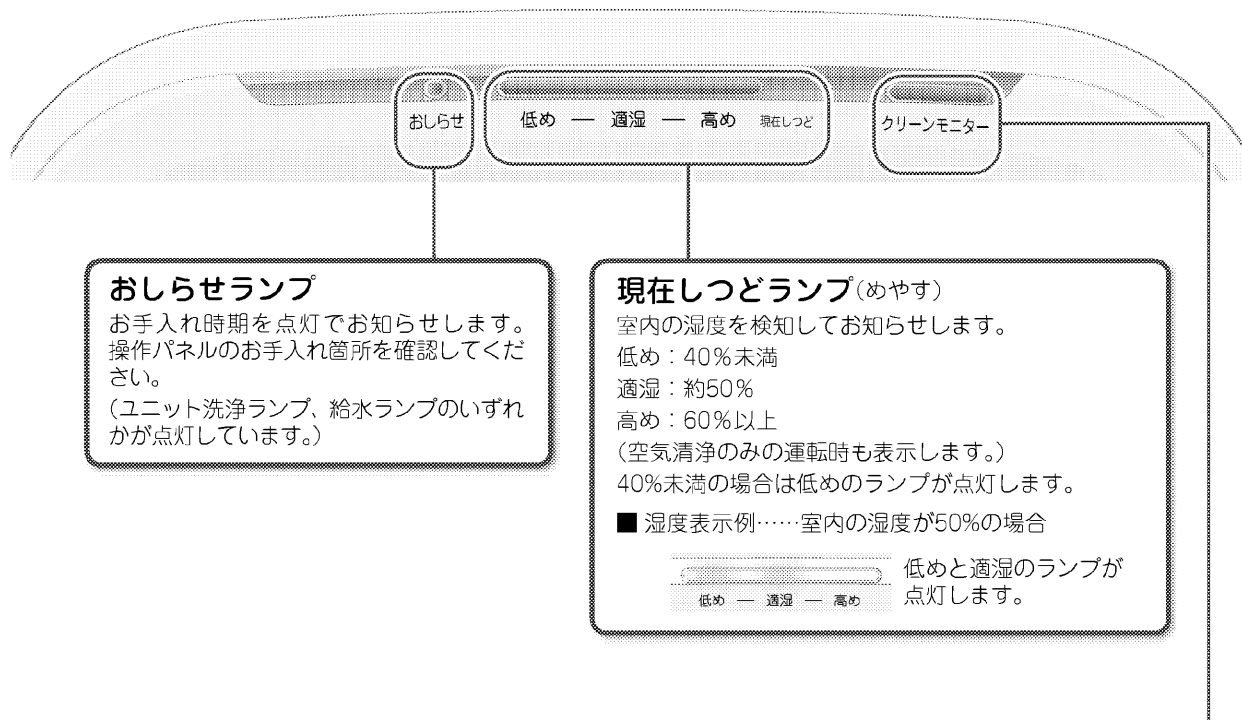 おしらせ
低め — 適湿 — 高め 現在しつど
クリーンモニター
おしらせランプ
お手入れ時期を点灯でお知らせします。
操作パネルのお手入れ箇所を確認してくだ
さい。
(ユニット洗浄ランプ、給水ランプのいずれ
かが点灯しています。)
現在しつどランプ(めやす)
室内の湿度を検知してお知らせします。
低め：40%未満
適湿：約50%
高め：60%以上
(空気清浄のみの運転時も表示します。)
40%未満の場合は低めのランプが点灯します。
■ 湿度表示例……室内の湿度が50%の場合
低め — 適湿 — 高め
低めと適湿のランプが
点灯します。